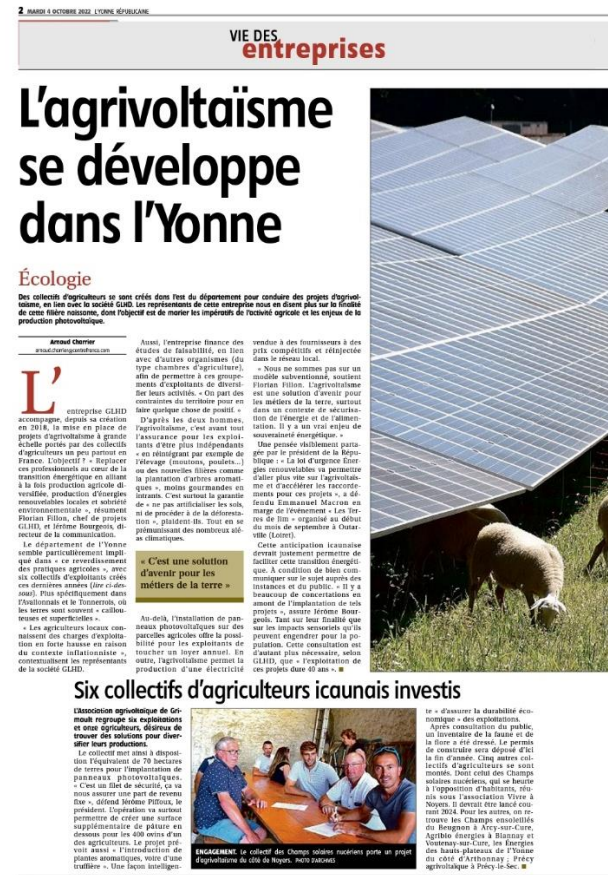 2 MARDI 4 OCTOBRE 2022 L'YONNE RÉPUBLICAINE
VIE DES
entreprises
L'agrivoltaïsme
se développe
dans l'Yonne
Écologie
Des collectifs d'agriculteurs se sont créés dans l'est du département pour conduire des projets d'agrivol-
taïsme, en lien avec la société GLHD. Les représentants de cette entreprise nous en disent plus sur la finalité
de cette filière naissante, dont l'objectif est de marier les impératifs de l'activité agricole et les enjeux de la
production photovoltaïque.
Arnaud Charrier
arnaud.charrier@centrefrance.com
L'
entreprise GLHD
accompagne, depuis sa création
en 2018, la mise en place de
projets d'agrivoltaïsme à grande
échelle portés par des collectifs
d'agriculteurs un peu partout en
France. L'objectif ? « Replacer
ces professionnels au cœur de la
transition énergétique en alliant
à la fois production agricole di-
versifiée, production d'énergies
renouvelables locales et sobriété
environnementale », résument
Florian Fillon, chef de projets
GLHD, et Jérôme Bourgeois, di-
recteur de la communication.
Le département de l'Yonne
semble particulièrement impli-
qué dans « ce reverdissement
des pratiques agricoles », avec
six collectifs d'exploitants créés
ces dernières années (lire ci-des-
sous). Plus spécifiquement dans
l'Avallonnais et le Tonnerrois, où
les terres sont souvent « caillou-
teuses et superficielles ».
« Les agriculteurs locaux con-
naissent des charges d'exploita-
tion en forte hausse en raison
du contexte inflationniste »,
contextualisent les représentants
de la société GLHD.
Aussi, l'entreprise finance des
études de faisabilité, en lien
avec d'autres organismes (du
type chambres d'agriculture),
afin de permettre à ces groupe-
ments d'exploitants de diversi-
fier leurs activités. « On part des
contraintes du territoire pour en
faire quelque chose de positif. »
D'après les deux hommes,
l'agrivoltaïsme, c'est avant tout
l'assurance pour les exploi-
tants d'être plus indépendants
« en réintégrant par exemple de
l'élevage (moutons, poulets...)
ou des nouvelles filières comme
la plantation d'arbres aromati-
ques », moins gourmandes en
intrants. C'est surtout la garantie
de « ne pas artificialiser les sols,
ni de procéder à de la déforesta-
tion », plaident-ils. Tout en se
prémunissant des nombreux alé-
as climatiques.
« C'est une solution
d'avenir pour les
métiers de la terre »
Au-delà, l'installation de pan-
neaux photovoltaïques sur des
parcelles agricoles offre la possi-
bilité pour les exploitants de
toucher un loyer annuel. En
outre, l'agrivoltaïsme permet la
production d'une électricité
vendue à des fournisseurs à des
prix compétitifs et réinjectée
dans le réseau local.
« Nous ne sommes pas sur un
modèle subventionné, soutient
Florian Fillon. L'agrivoltaïsme
est une solution d'avenir pour
les métiers de la terre, surtout
dans un contexte de sécurisa-
tion de l'énergie et de l'alimen-
tation. Il y a un vrai enjeu de
souveraineté énergétique. »
Une pensée visiblement parta-
gée par le président de la Répu-
blique : « La loi d'urgence Éner-
gies renouvelables va permettre
d'aller plus vite sur l'agrivoltaïs-
me et d'accélérer les raccorde-
ments pour ces projets », a dé-
fendu Emmanuel Macron en
marge de l'événement « Les Ter-
res de Jim » organisé au début
du mois de septembre à Outar-
ville (Loiret).
Cette anticipation icaunaise
devrait justement permettre de
faciliter cette transition énergéti-
que. À condition de bien com-
muniquer sur le sujet auprès des
instances et du public. « Il y a
beaucoup de concertations en
amont de l'implantation de tels
projets », assure Jérôme Bour-
geois. Tant sur leur finalité que
sur les impacts sensoriels qu'ils
peuvent engendrer pour la po-
pulation. Cette consultation est
d'autant plus nécessaire, selon
GLHD, que « l'exploitation de
ces projets dure 40 ans ».
Six collectifs d'agriculteurs icaunais investis
L'Association agrivoltaïque de Gri-
mault regroupe six exploitations
et onze agriculteurs, désireux de
trouver des solutions pour diver-
sifier leurs productions.
Le collectif met ainsi à disposi-
tion l'équivalent de 70 hectares
de terres pour l'implantation de
panneaux photovoltaïques.
« C'est un filet de sécurité, ça va
nous assurer une part de revenu
fixe », défend Jérôme Piffoux, le
président. L'opération va surtout
permettre de créer une surface
supplémentaire de pâture en
dessous pour les 400 ovins d'un
des agriculteurs. Le projet pré-
voit aussi « l'introduction de
plantes aromatiques, voire d'une
truffière ». Une façon intelligen-
ENGAGEMENT. Le collectif des Champs solaires nucériens porte un projet
d'agrivoltaïsme du côté de Noyers. PHOTO D'ARCHIVES
te « d'assurer la durabilité éco-
nomique » des exploitations.
Après consultation du public,
un inventaire de la faune et de
la flore a été dressé. Le permis
de construire sera déposé d'ici
la fin d'année. Cinq autres col-
lectifs d'agriculteurs se sont
montés. Dont celui des Champs
solaires nucériens, qui se heurte
à l'opposition d'habitants, réu-
nis sous l'association Vivre à
Noyers. Il devrait être lancé cou-
rant 2024. Pour les autres, on re-
trouve les Champs ensoleillés
du Beugnon à Arcy-sur-Cure,
Agribio énergies à Blannay et
Voutenay-sur-Cure, les Énergies
des hauts-plateaux de l'Yonne
du côté d'Arthonnay ; Précy
agrivoltaïque à Précy-le-Sec.